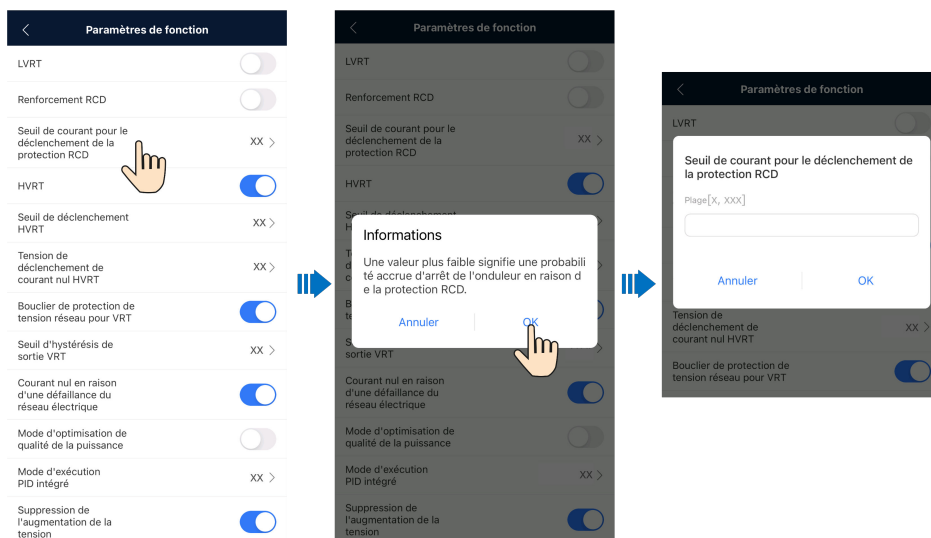 Paramètres de fonction
LVRT
Renforcement RCD
Seuil de courant pour le
déclenchement de la
protection RCD
XX
HVRT
Seuil de déclenchement
HVRT
XX
Tension de
déclenchement de
courant nul HVRT
XX
Bouclier de protection de
tension réseau pour VRT
Seuil d'hystérésis de
sortie VRT
XX
Courant nul en raison
d'une défaillance du
réseau électrique
Mode d'optimisation de
qualité de la puissance
Mode d'exécution
PID intégré
XX
Suppression de
l'augmentation de la
tension
Paramètres de fonction
LVRT
Renforcement RCD
Seuil de courant pour le
déclenchement de la
protection RCD
XX
HVRT
Seuil de déclenchement
Informations
Une valeur plus faible signifie une probabili
té accrue d'arrêt de l'onduleur en raison d
e la protection RCD.
Annuler
OK
sortie VRT
Courant nul en raison
d'une défaillance du
réseau électrique
Mode d'optimisation de
qualité de la puissance
Mode d'exécution
PID intégré
XX
Suppression de
l'augmentation de la
tension
Paramètres de fonction
LVRT
Seuil de courant pour le déclenchement de
la protection RCD
Plage[X, XXX]
Annuler
OK
Tension de
déclenchement de
courant nul HVRT
XX
Bouclier de protection de
tension réseau pour VRT